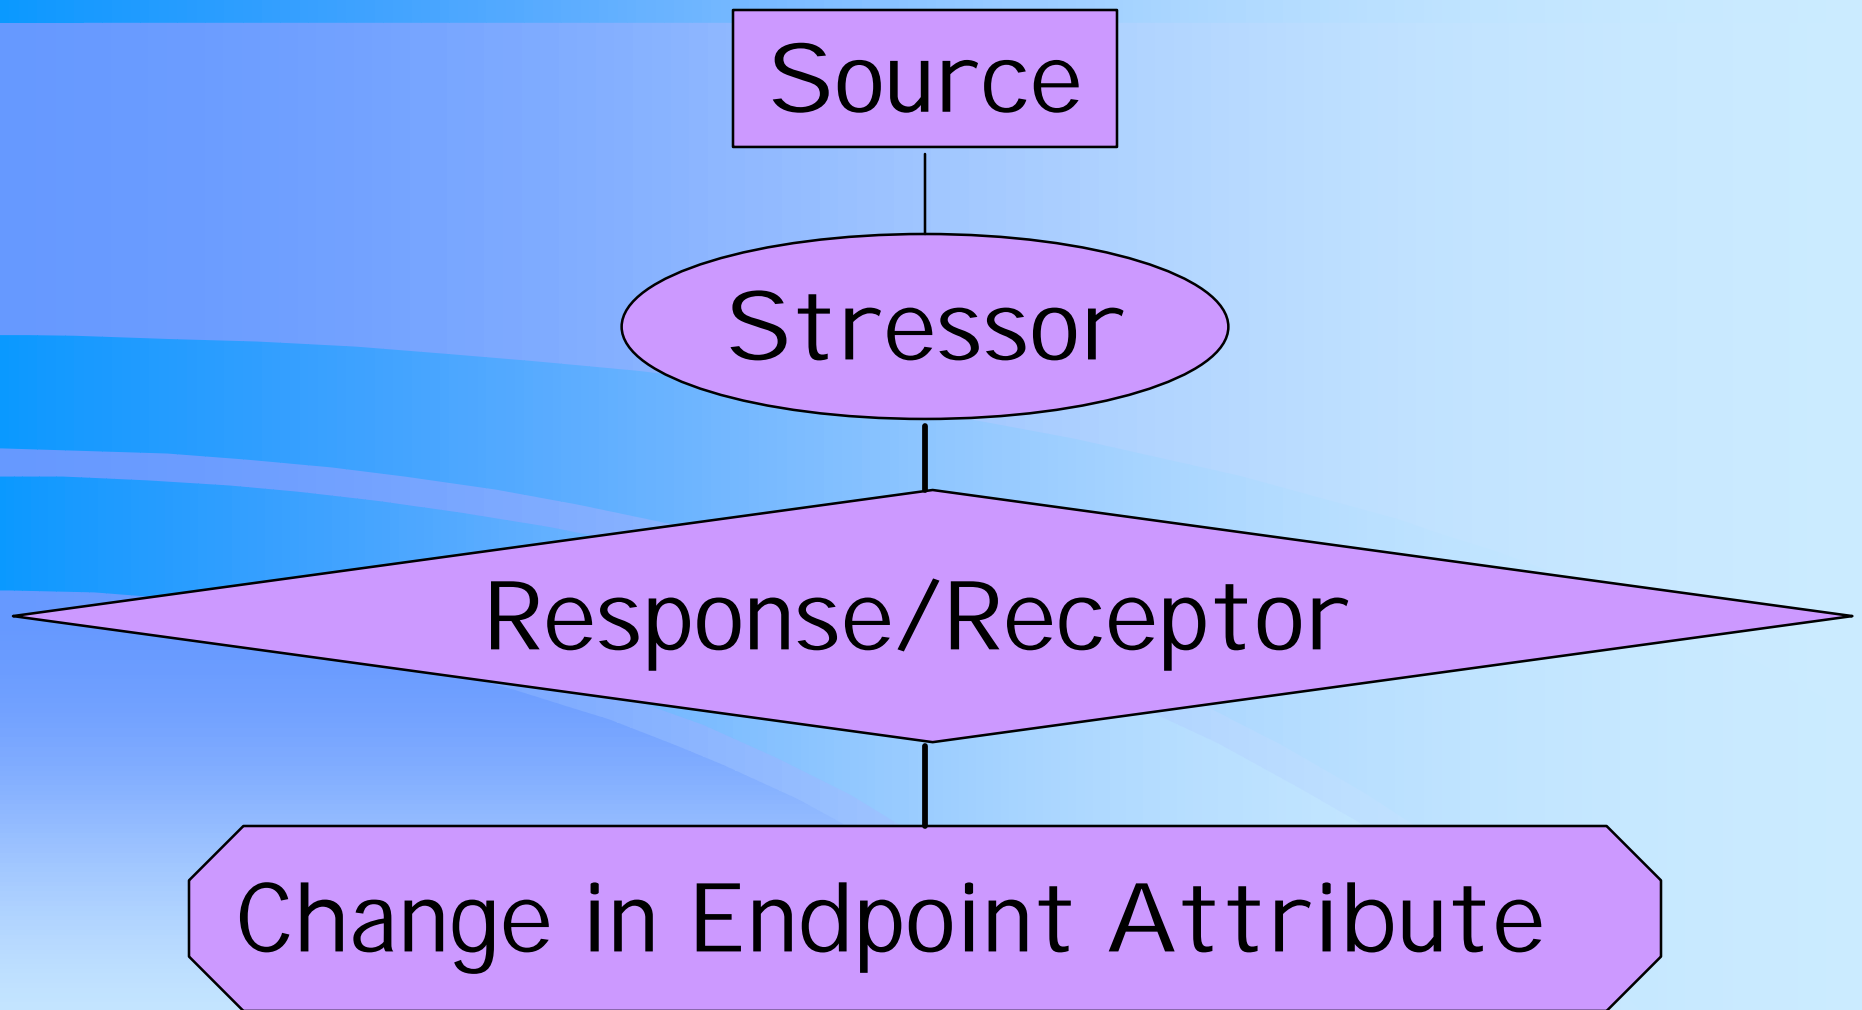 Source
Stressor
Response/Receptor
Change in Endpoint Attribute